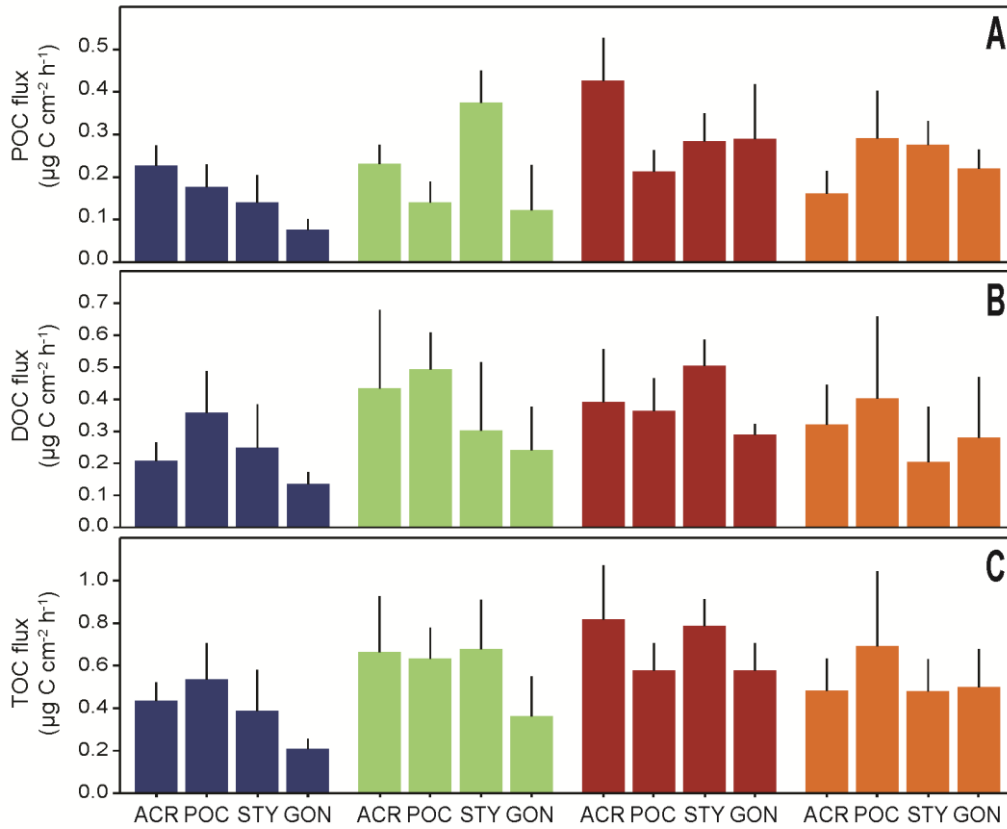 A
POC flux
(µg C cm-2 h-1)
0.5
0.4
0.3
0.2
0.1
0.0
B
DOC flux
(µg C cm-2 h-1)
0.7
0.6
0.5
0.4
0.3
0.2
0.1
0.0
C
TOC flux
(µg C cm-2 h-1)
1.0
0.8
0.6
0.4
0.2
0.0
ACR POC STY GON ACR POC STY GON ACR POC STY GON ACR POC STY GON